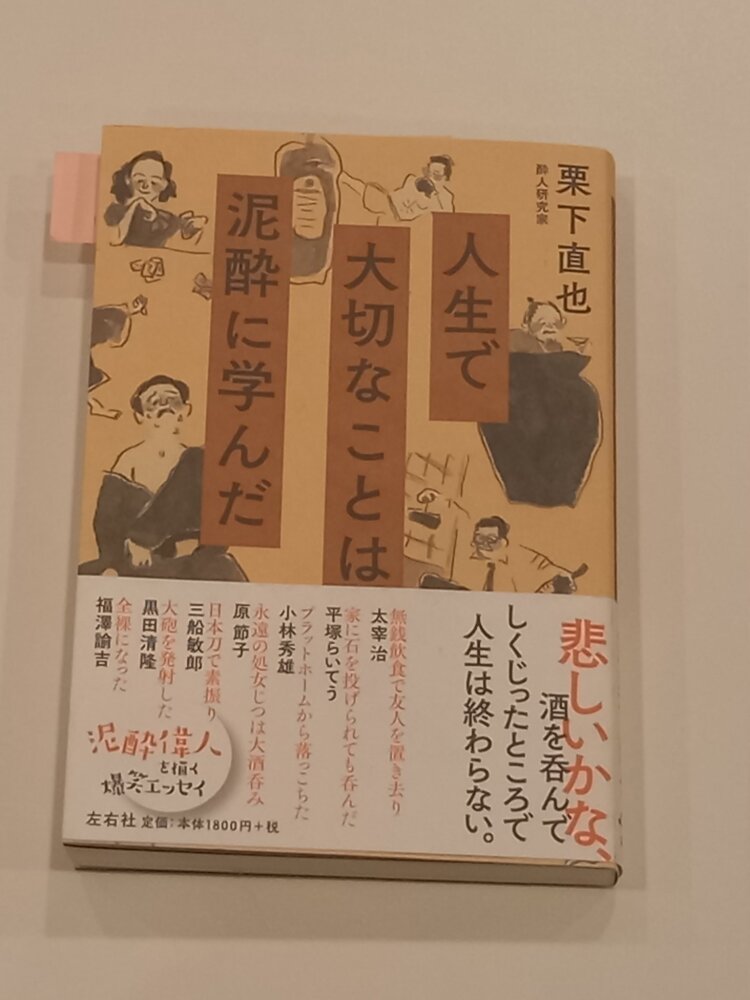 栗下直也
酔人研究家
人生で
大切なことは
泥酔に学んだ
悲しいかな、
酒を呑んで
しくじったところで
人生は終わらない。
無銭飲食で友人を置き去り
太宰治
家に石を投げられても呑んだ
平塚らいてう
プラットホームから落っこちた
小林秀雄
永遠の処女じつは大酒呑み
原節子
日本刀で素振り
三船敏郎
大砲を発射した
黒田清隆
全裸になった
福澤諭吉
泥酔偉人
を描く
爆笑エッセイ
左右社 定価:本体1800円+税